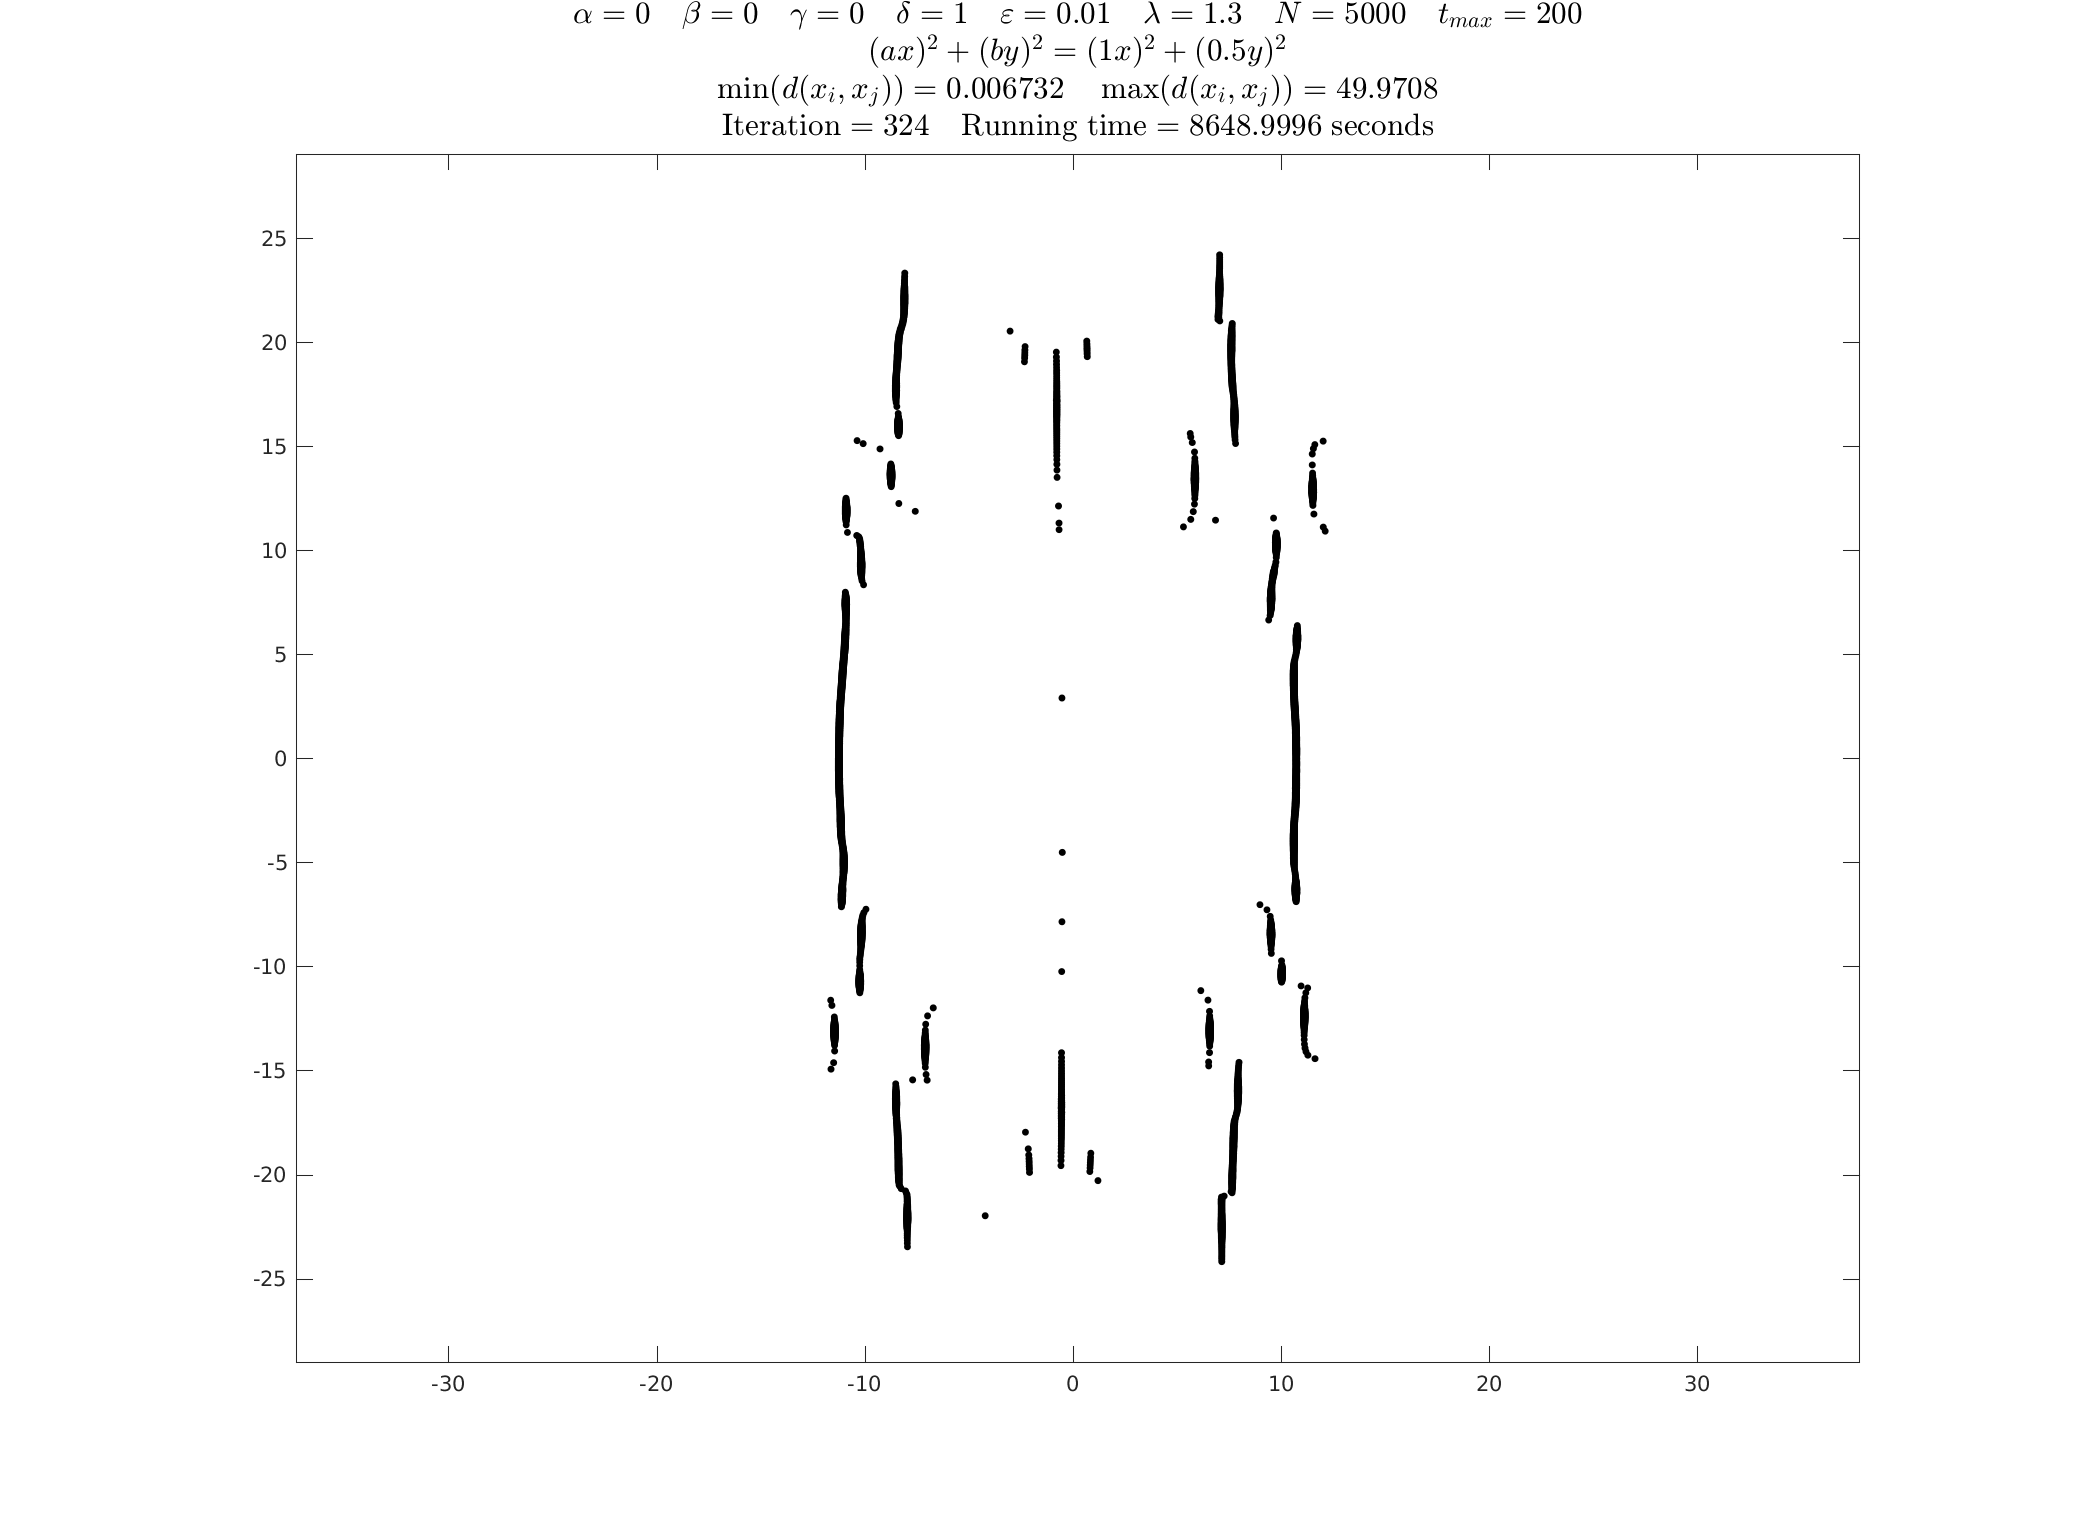 α = 0 β = 0 γ = 0 δ = 1 ε = 0.01 λ = 1.3 N = 5000 t_max = 200
(ax)² + (by)² = (1x)² + (0.5y)²
min(d(x_i, x_j)) = 0.006732 max(d(x_i, x_j)) = 49.9708
Iteration = 324 Running time = 8648.9996 seconds
25
20
15
10
5
0
-5
-10
-15
-20
-25
-30 -20 -10 0 10 20 30